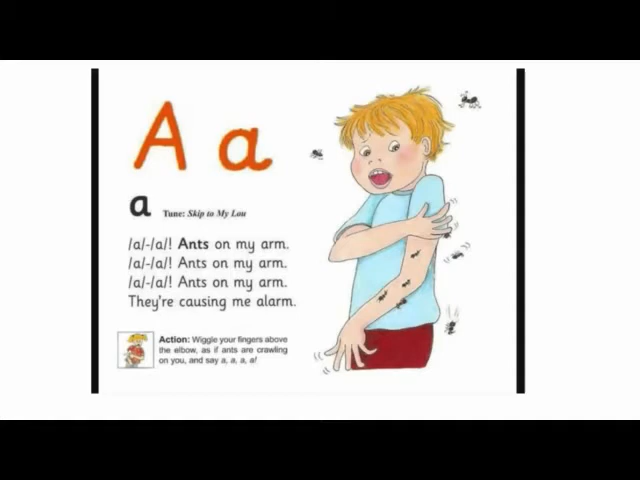 A a
a Tune: Skip to My Lou
/a/-/a/! Ants on my arm.
/a/-/a/! Ants on my arm.
/a/-/a/! Ants on my arm.
They're causing me alarm.
Action: Wiggle your fingers above
the elbow, as if ants are crawling
on you, and say a, a, a, a!